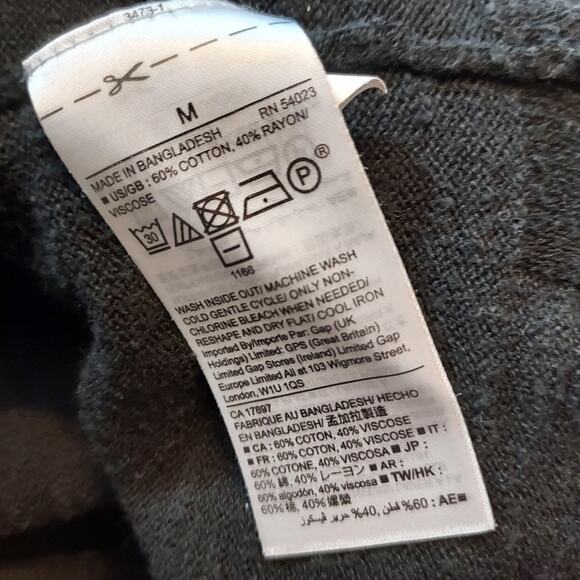 3473-1
M
MADE IN BANGLADESH RN 54023
■ US/GB : 60% COTTON, 40% RAYON/
VISCOSE
30 P ®
1166
WASH INSIDE OUT/ MACHINE WASH
COLD GENTLE CYCLE/ ONLY NON-
CHLORINE BLEACH WHEN NEEDED/
RESHAPE AND DRY FLAT/ COOL IRON
Imported By/Importe Par: Gap (UK
Holdings) Limited: GPS (Great Britain)
Limited Gap Stores (Ireland) Limited Gap
Europe Limited All at 103 Wigmore Street,
London, W1U 1QS
CA 17897
FABRIQUE AU BANGLADESH/ HECHO
EN BANGLADESH/ 孟加拉製造
■ CA : 60% COTON, 40% VISCOSE
■ FR : 60% COTON, 40% VISCOSE ■ IT :
60% COTONE, 40% VISCOSA ■ JP :
60% 綿, 40% レーヨン ■ AR :
60% algodón, 40% viscosa ■ TW/HK :
60% 棉, 40% 嫘縈
■ AE : 60% قطن, 40% حرير فيسكوز